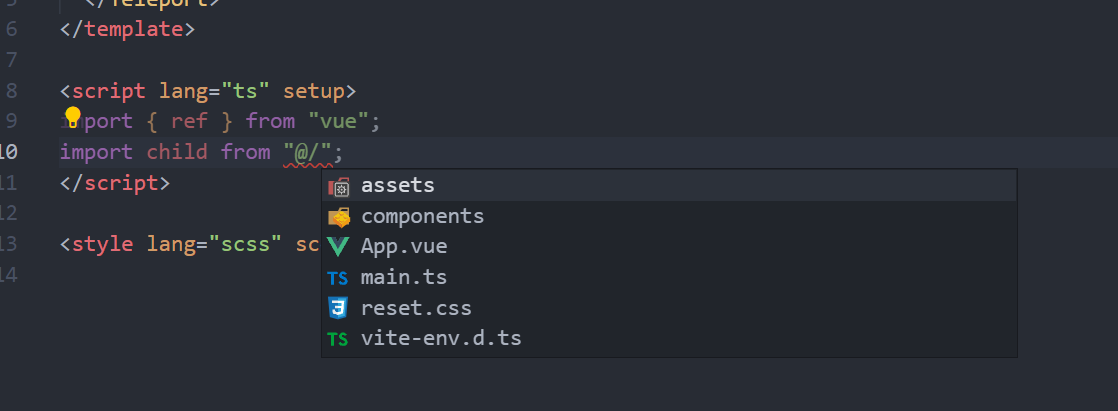 5 </Teleport>
6 </template>
7
8 <script lang="ts" setup>
9 import { ref } from "vue";
10 import child from "@/";
11 </script>
assets
12
components
13 <style lang="scss" sc
App.vue
14
TS main.ts
reset.css
TS vite-env.d.ts